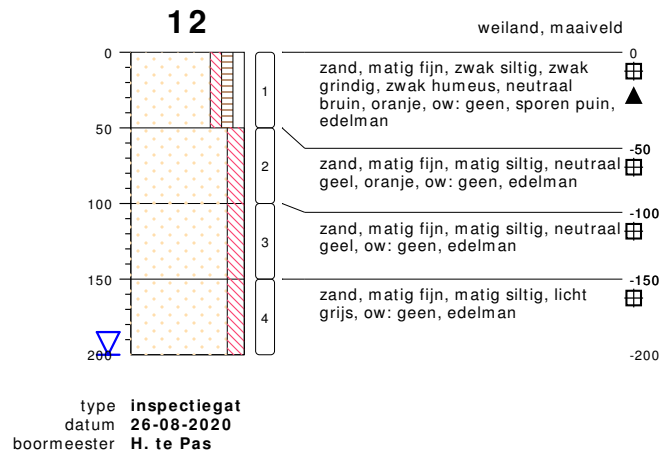 12
weiland, maaiveld
0
50
100
150
200
1
2
3
4
0
zand, matig fijn, zwak siltig, zwak
grindig, zwak humeus, neutraal
bruin, oranje, ow: geen, sporen puin,
edelman
-50
zand, matig fijn, matig siltig, neutraal
geel, oranje, ow: geen, edelman
-100
zand, matig fijn, matig siltig, neutraal
geel, ow: geen, edelman
-150
zand, matig fijn, matig siltig, licht
grijs, ow: geen, edelman
-200
type inspectiegat
datum 26-08-2020
boormeester H. te Pas